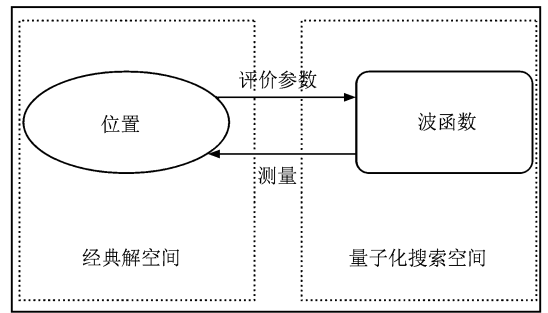 评价参数
位置
波函数
测量
经典解空间
量子化搜索空间